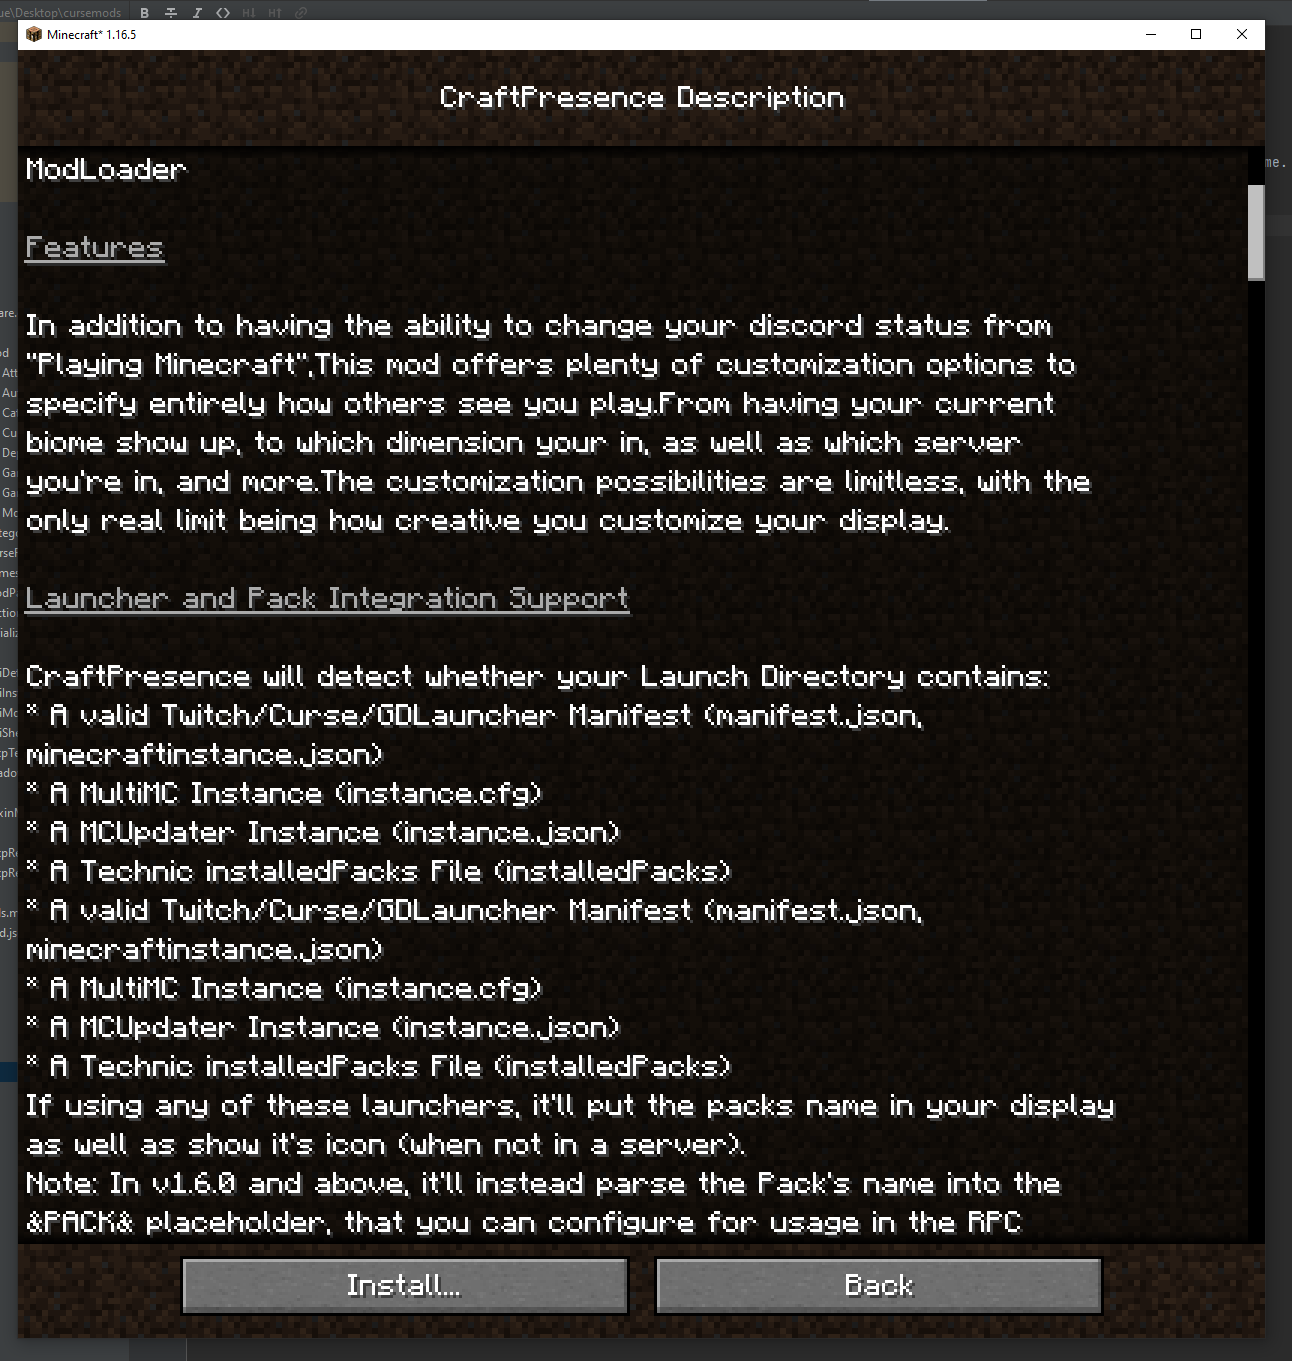 ue\Desktop\cursemods B T I <> H↓ H↑
Minecraft* 1.16.5
CraftPresence Description
me.
ModLoader
Features
In addition to having the ability to change your discord status from
"Playing Minecraft",This mod offers plenty of customization options to
specify entirely how others see you play.From having your current
biome show up, to which dimension your in, as well as which server
you're in, and more.The customization possibilities are limitless, with the
only real limit being how creative you customize your display.
Launcher and Pack Integration Support
CraftPresence will detect whether your Launch Directory contains:
* A valid Twitch/Curse/GDLauncher Manifest (manifest.json,
minecraftinstance.json)
* A MultiMC Instance (instance.cfg)
* A MCUpdater Instance (instance.json)
* A Technic installedPacks File (installedPacks)
* A valid Twitch/Curse/GDLauncher Manifest (manifest.json,
minecraftinstance.json)
* A MultiMC Instance (instance.cfg)
* A MCUpdater Instance (instance.json)
* A Technic installedPacks File (installedPacks)
If using any of these launchers, it'll put the packs name in your display
as well as show it's icon (when not in a server).
Note: In v1.6.0 and above, it'll instead parse the Pack's name into the
&PACK& placeholder, that you can configure for usage in the RPC
Install... Back